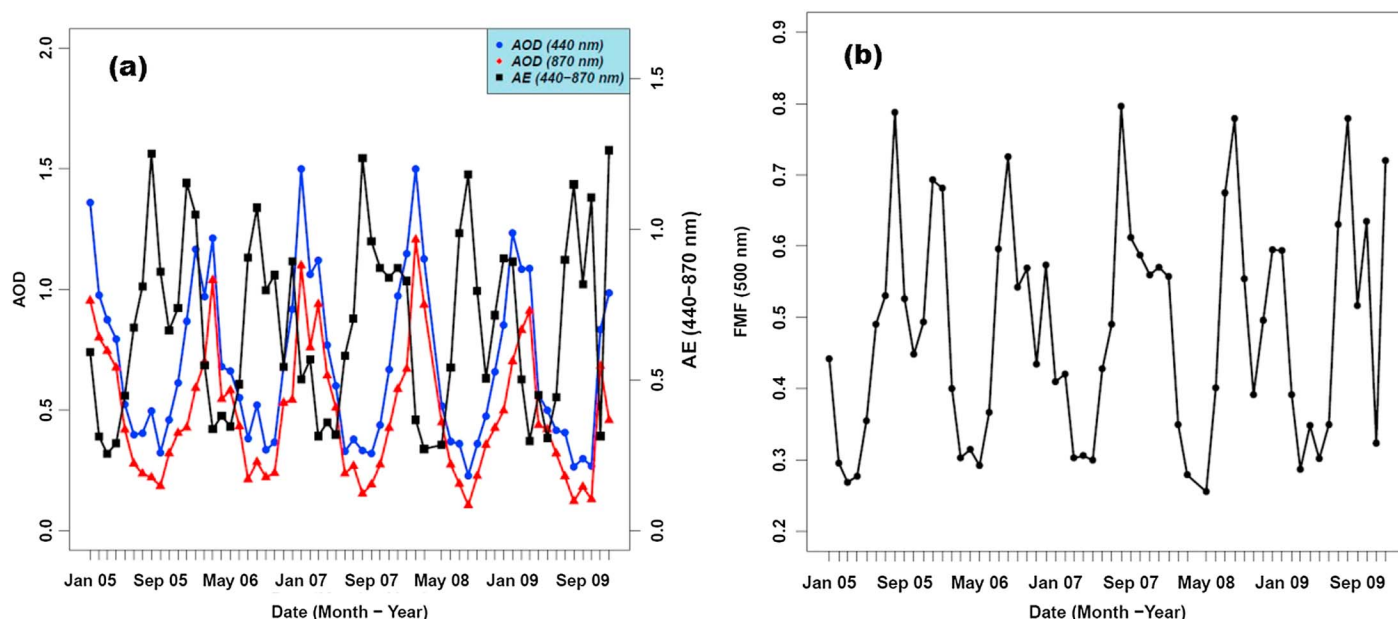 (a)
AOD (440 nm)
AOD (870 nm)
AE (440−870 nm)
2.0
1.5
1.0
0.5
0.0
AOD
1.5
1.0
0.5
0.0
AE (440−870 nm)
Jan 05 Sep 05 May 06 Jan 07 Sep 07 May 08 Jan 09 Sep 09
Date (Month − Year)
(b)
0.9
0.8
0.7
0.6
0.5
0.4
0.3
0.2
FMF (500 nm)
Jan 05 Sep 05 May 06 Jan 07 Sep 07 May 08 Jan 09 Sep 09
Date (Month −Year)